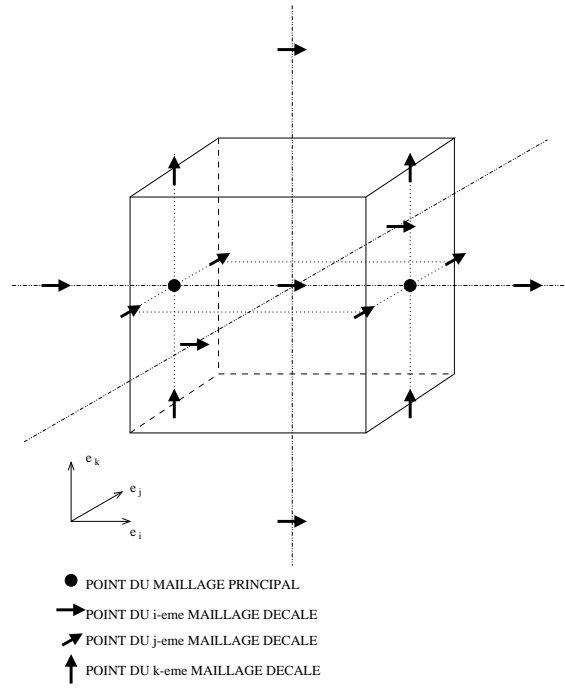 e k
e j
e i
POINT DU MAILLAGE PRINCIPAL
POINT DU i-eme MAILLAGE DECALE
POINT DU j-eme MAILLAGE DECALE
POINT DU k-eme MAILLAGE DECALE